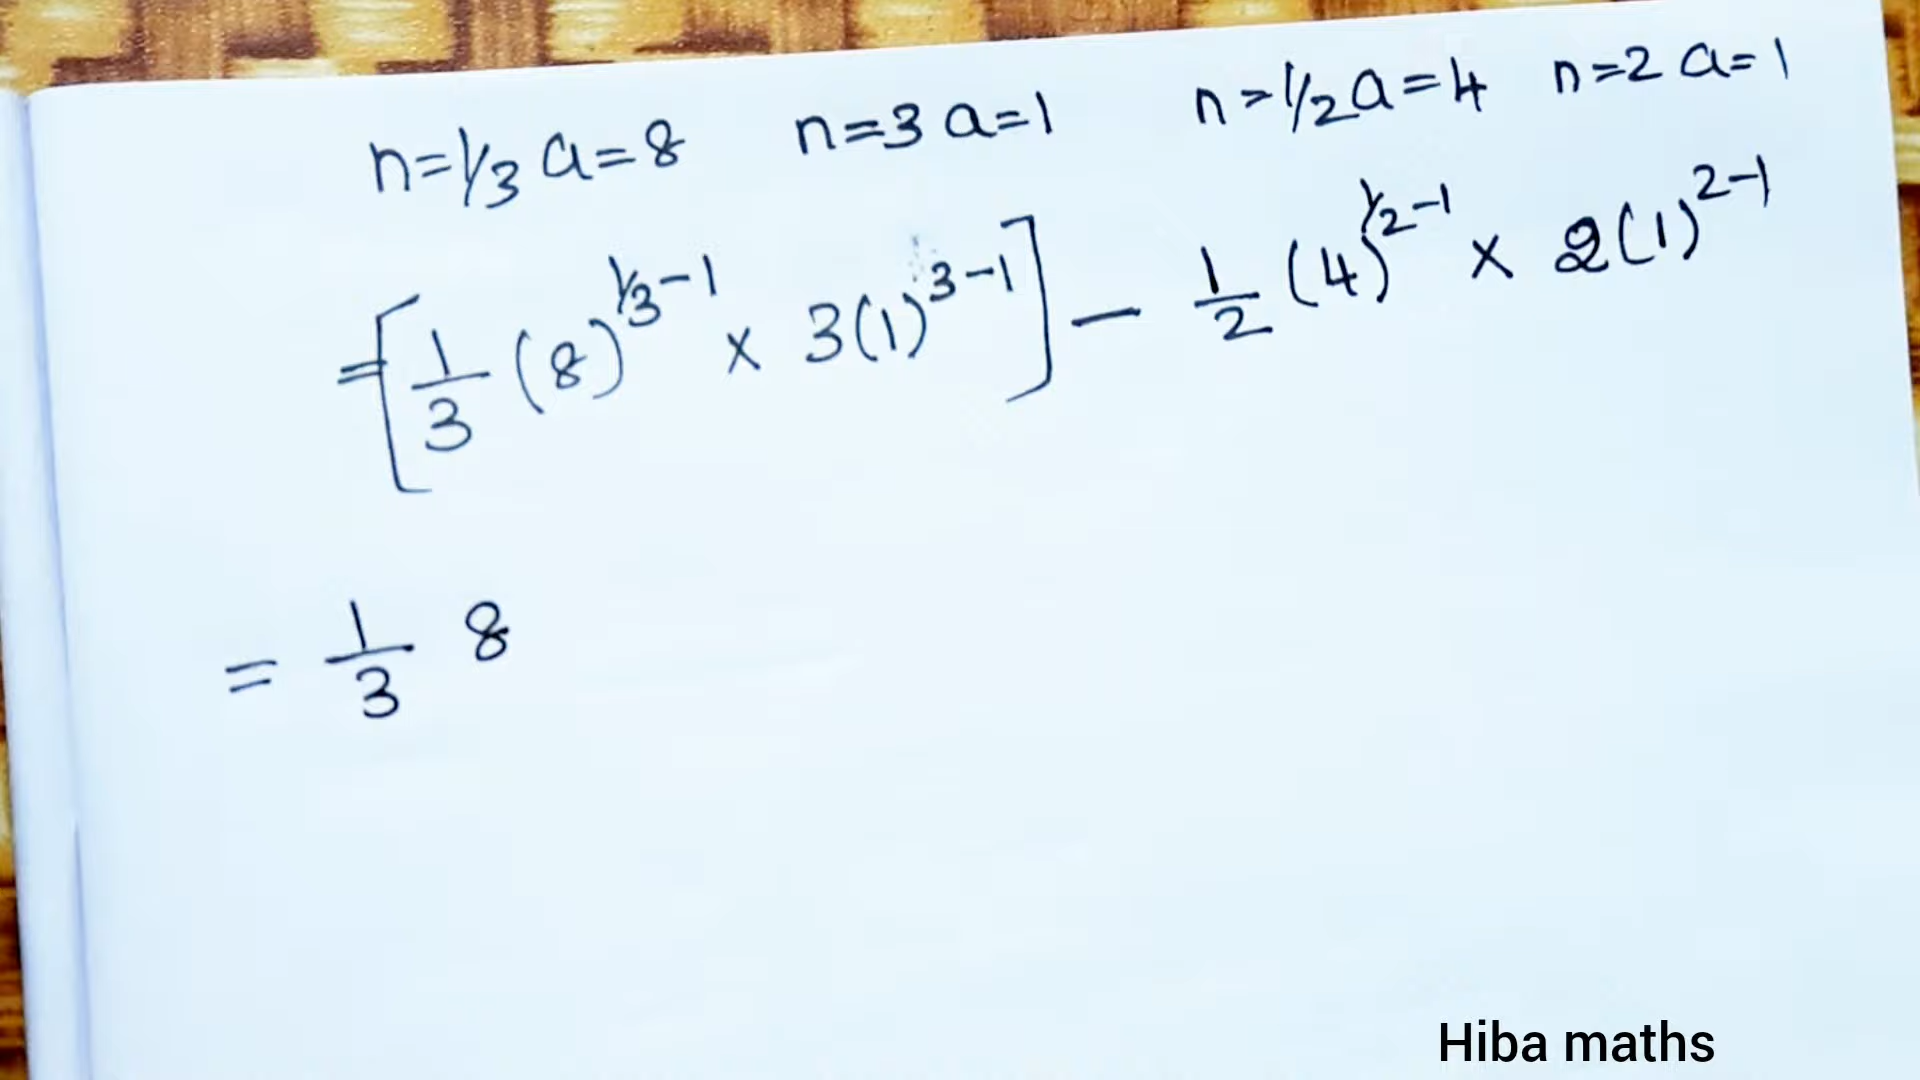 n=1/3 a=8 n=3 a=1 n=1/2 a=4 n=2 a=1
=[1/3 (8)^1/3-1 × 3(1)^3-1] - 1/2 (4)^1/2-1 × 2(1)^2-1
= 1/3 8
Hiba maths